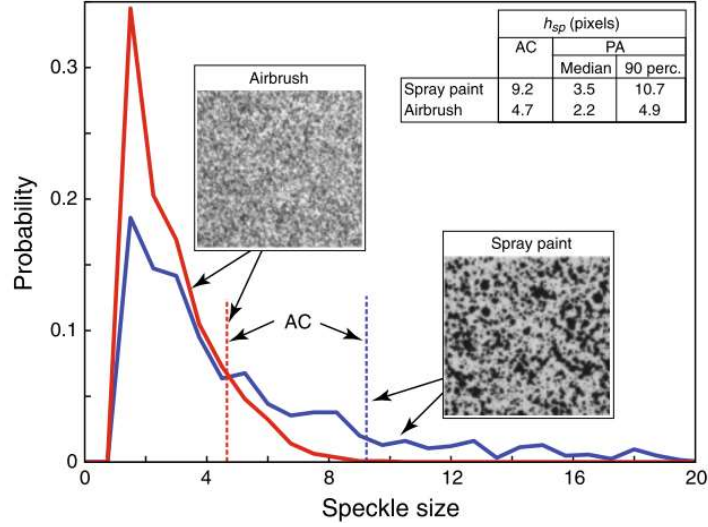 h_sp (pixels)
AC PA
Median 90 perc.
Spray paint 9.2 3.5 10.7
Airbrush 4.7 2.2 4.9
Airbrush
Spray paint
AC
Probability
0.3
0.2
0.1
0
0 4 8 12 16 20
Speckle size